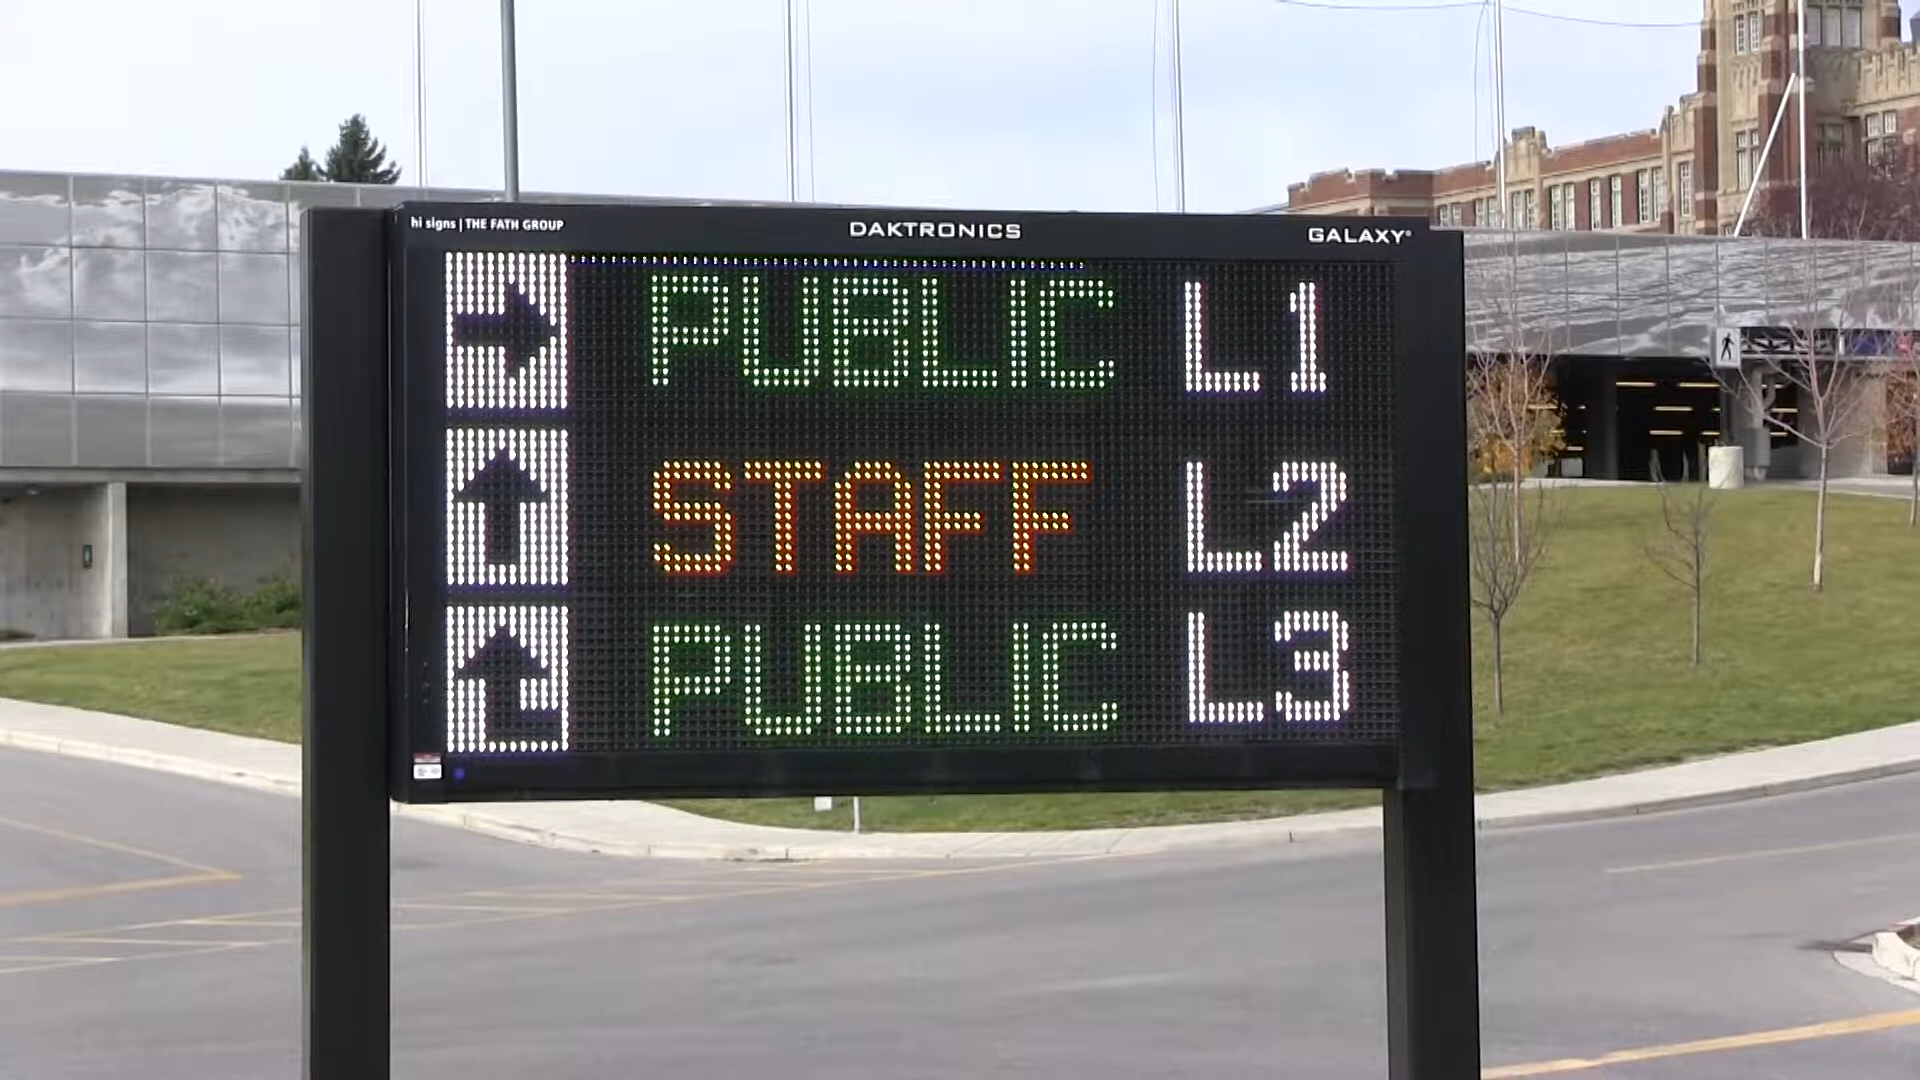 hi signs | THE FATH GROUP
DAKTRONICS
GALAXY®
PUBLIC L1
STAFF L2
PUBLIC L3